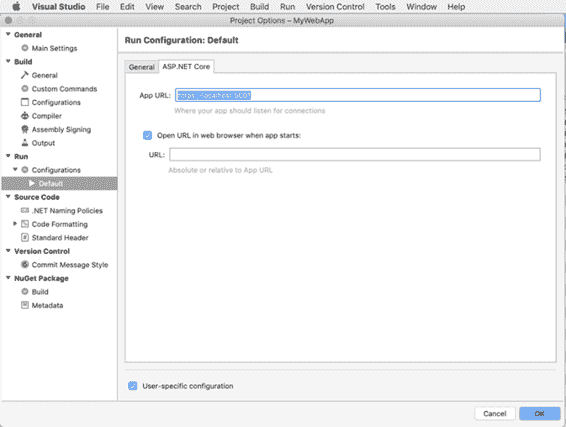 Visual Studio File Edit View Search Project Build Run Version Control Tools Window Help
Project Options – MyWebApp
General
Main Settings
Build
General
Custom Commands
Configurations
Compiler
Assembly Signing
Output
Run
Configurations
Default
Source Code
.NET Naming Policies
Code Formatting
Standard Header
Version Control
Commit Message Style
NuGet Package
Build
Metadata
Run Configuration: Default
General ASP.NET Core
App URL:
Where your app should listen for connections
Open URL in web browser when app starts:
URL:
Absolute or relative to App URL
User-specific configuration
Cancel OK